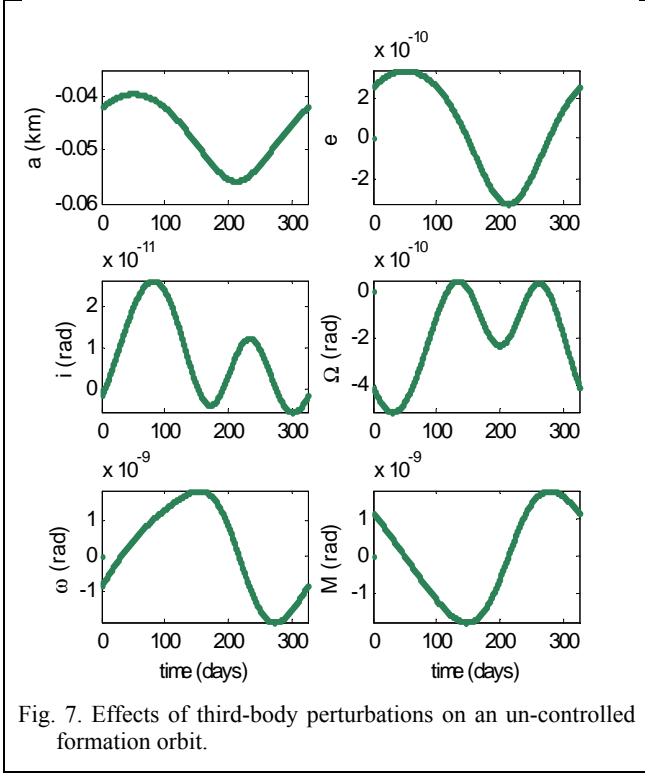 x 10^-10
-0.04
-0.05
-0.06
a (km)
0 100 200 300
2
0
-2
e
0 100 200 300
x 10^-11
x 10^-10
2
1
0
i (rad)
0 100 200 300
0
-2
-4
Ω (rad)
0 100 200 300
x 10^-9
x 10^-9
1
0
-1
ω (rad)
0 100 200 300
time (days)
1
0
-1
M (rad)
0 100 200 300
time (days)
Fig. 7. Effects of third-body perturbations on an un-controlled
formation orbit.